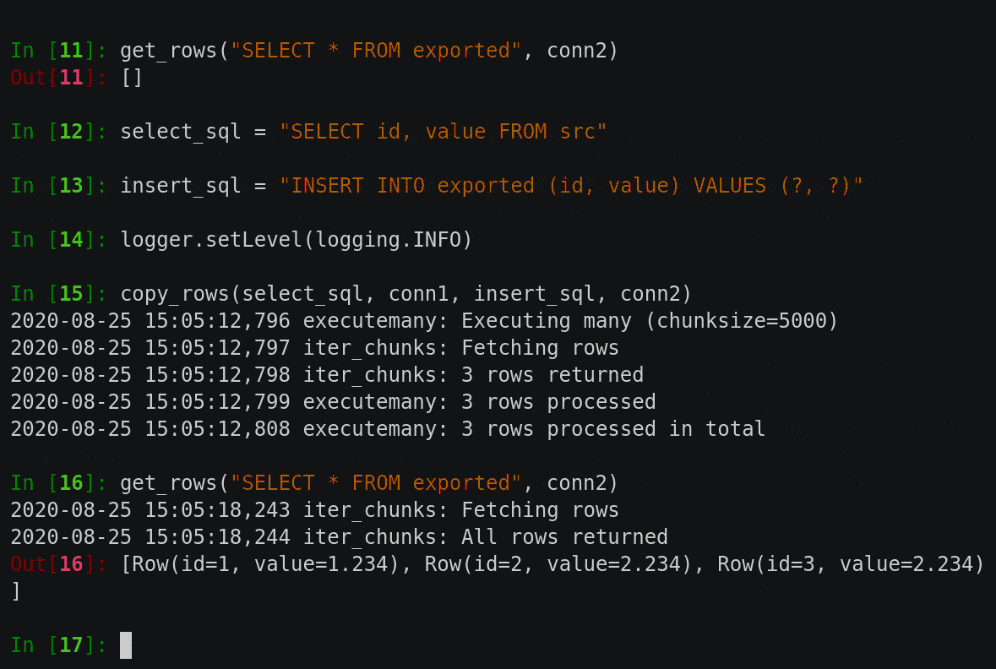 In [11]: get_rows("SELECT * FROM exported", conn2)
Out[11]: []
In [12]: select_sql = "SELECT id, value FROM src"
In [13]: insert_sql = "INSERT INTO exported (id, value) VALUES (?, ?)"
In [14]: logger.setLevel(logging.INFO)
In [15]: copy_rows(select_sql, conn1, insert_sql, conn2)
2020-08-25 15:05:12,796 executemany: Executing many (chunksize=5000)
2020-08-25 15:05:12,797 iter_chunks: Fetching rows
2020-08-25 15:05:12,798 iter_chunks: 3 rows returned
2020-08-25 15:05:12,799 executemany: 3 rows processed
2020-08-25 15:05:12,808 executemany: 3 rows processed in total
In [16]: get_rows("SELECT * FROM exported", conn2)
2020-08-25 15:05:18,243 iter_chunks: Fetching rows
2020-08-25 15:05:18,244 iter_chunks: All rows returned
Out[16]: [Row(id=1, value=1.234), Row(id=2, value=2.234), Row(id=3, value=2.234)
]
In [17]: